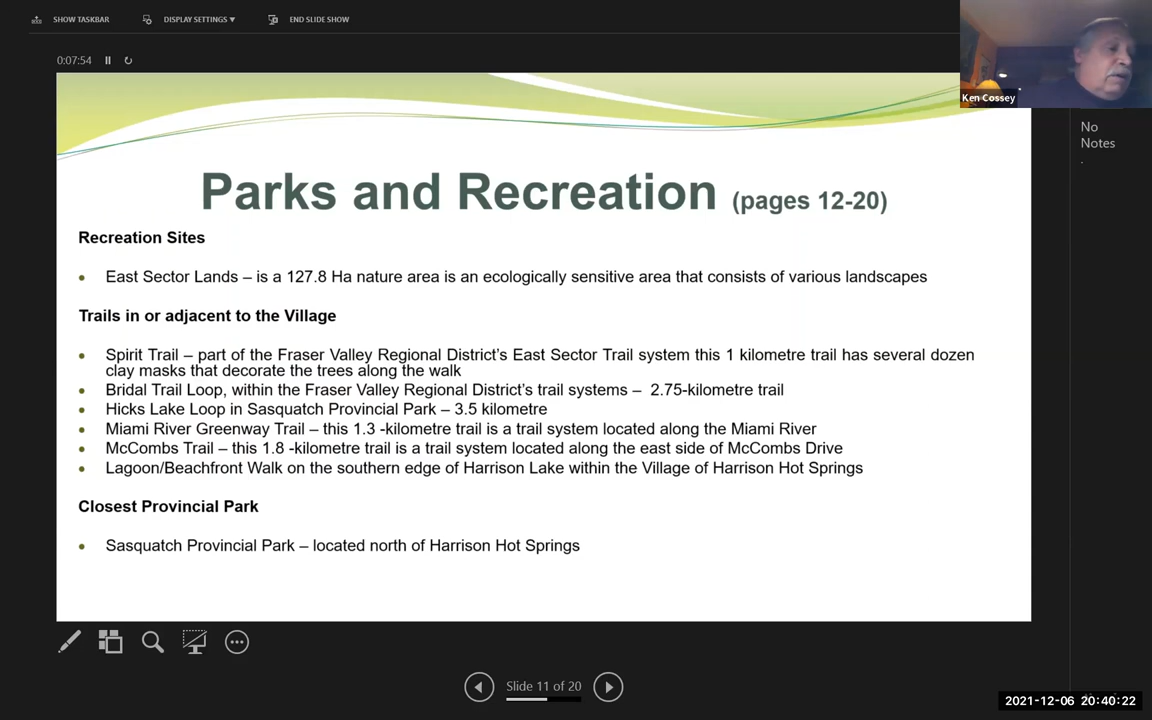 SHOW TASKBAR DISPLAY SETTINGS ▼ END SLIDE SHOW
0:07:54
Ken Cossey
No
Notes
.
Parks and Recreation (pages 12-20)
Recreation Sites
• East Sector Lands – is a 127.8 Ha nature area is an ecologically sensitive area that consists of various landscapes
Trails in or adjacent to the Village
• Spirit Trail – part of the Fraser Valley Regional District's East Sector Trail system this 1 kilometre trail has several dozen
clay masks that decorate the trees along the walk
• Bridal Trail Loop, within the Fraser Valley Regional District's trail systems – 2.75-kilometre trail
• Hicks Lake Loop in Sasquatch Provincial Park – 3.5 kilometre
• Miami River Greenway Trail – this 1.3 -kilometre trail is a trail system located along the Miami River
• McCombs Trail – this 1.8 -kilometre trail is a trail system located along the east side of McCombs Drive
• Lagoon/Beachfront Walk on the southern edge of Harrison Lake within the Village of Harrison Hot Springs
Closest Provincial Park
• Sasquatch Provincial Park – located north of Harrison Hot Springs
Slide 11 of 20
2021-12-06 20:40:22